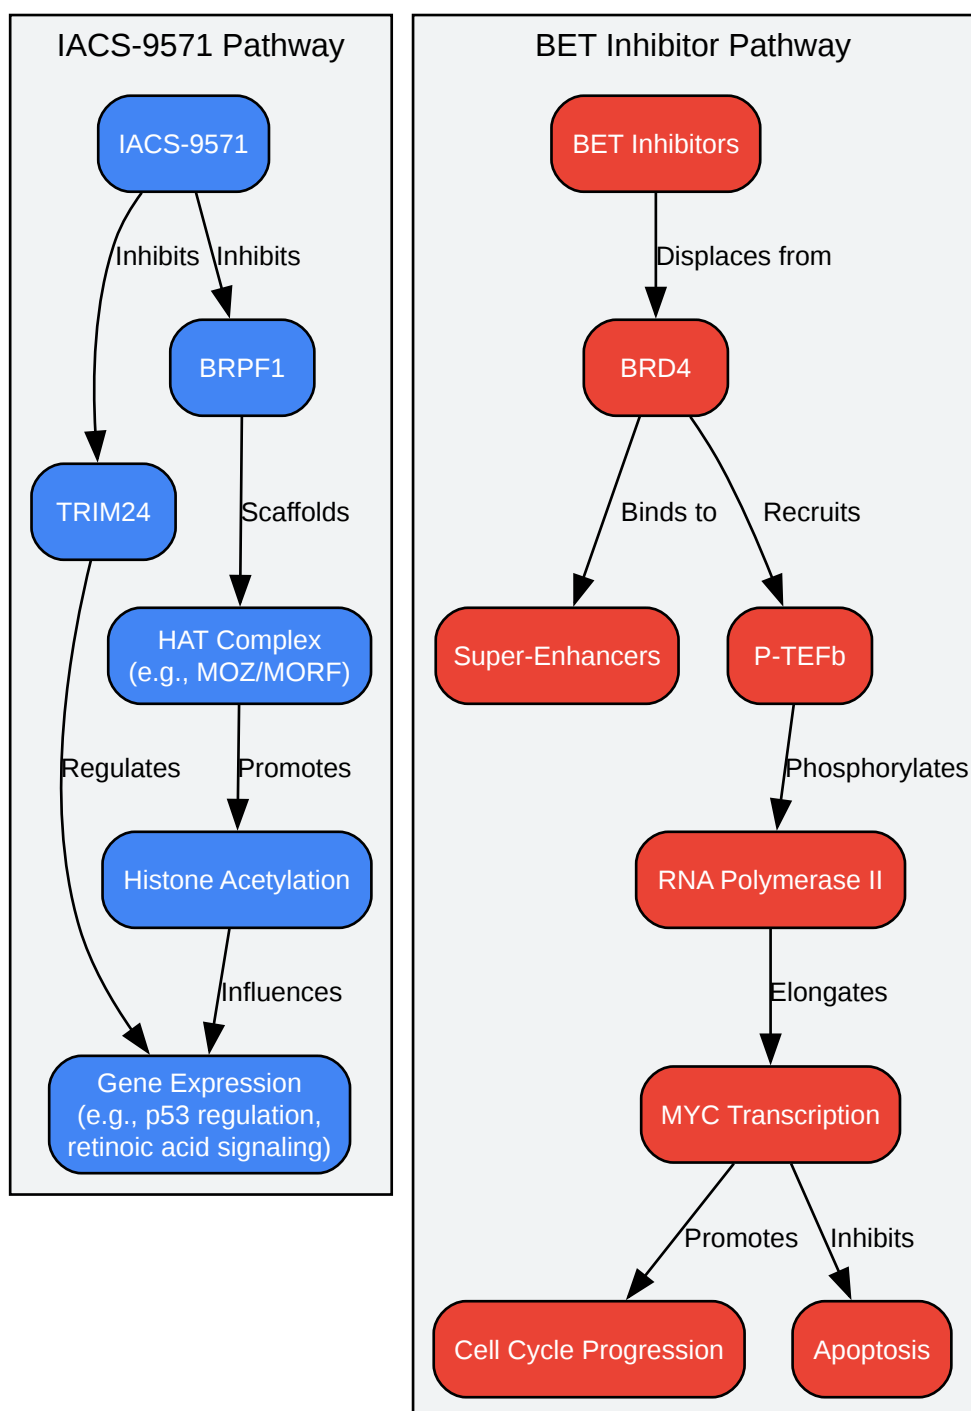 IACS-9571 Pathway
IACS-9571
Inhibits
Inhibits
BRPF1
TRIM24
Scaffolds
HAT Complex
(e.g., MOZ/MORF)
Regulates
Promotes
Histone Acetylation
Influences
Gene Expression
(e.g., p53 regulation,
retinoic acid signaling)
BET Inhibitor Pathway
BET Inhibitors
Displaces from
BRD4
Binds to
Recruits
Super-Enhancers
P-TEFb
Phosphorylates
RNA Polymerase II
Elongates
MYC Transcription
Promotes
Inhibits
Cell Cycle Progression
Apoptosis